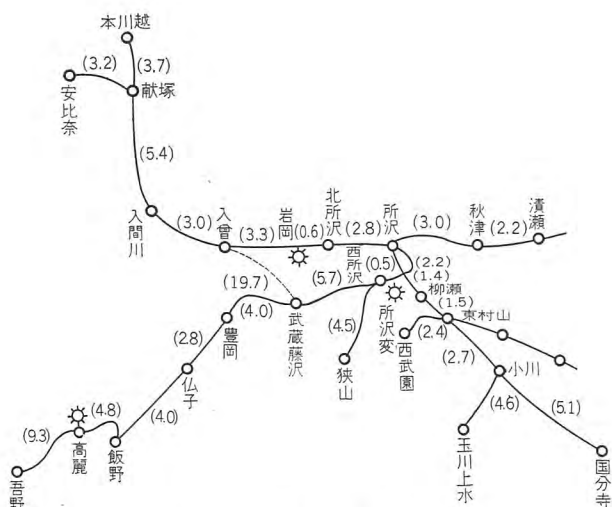 本川越
(3.2)
(3.7)
安比奈
献塚
(5.4)
入間川
(3.0)
入曾
(3.3)
岩岡
(0.6)
北所沢
(2.8)
所沢
(3.0)
秋津
(2.2)
清瀬
西所沢
(0.5)
(2.2)
(1.4)
柳瀬
(1.5)
所沢変
東村山
(2.4)
西武園
(19.7)
(4.0)
(5.7)
武蔵藤沢
(4.5)
狭山
豊岡
(2.8)
仏子
(4.0)
(2.7)
小川
(4.6)
(5.1)
玉川上水
国分寺
(4.8)
飯野
高麗
(9.3)
吾野